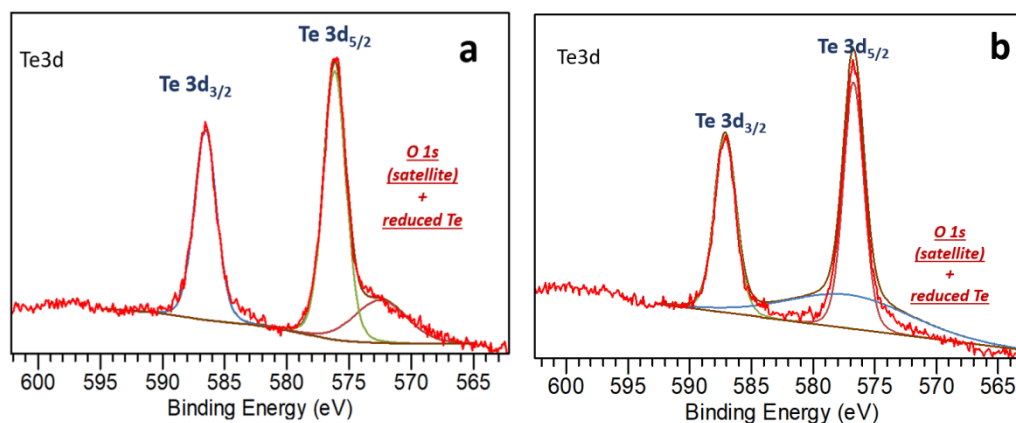 Te3d
Te 3d3/2
Te 3d5/2
a
O 1s
(satellite)
+
reduced Te
600 595 590 585 580 575 570 565
Binding Energy (eV)
Te3d
Te 3d3/2
Te 3d5/2
b
O 1s
(satellite)
+
reduced Te
600 595 590 585 580 575 570 565
Binding Energy (eV)